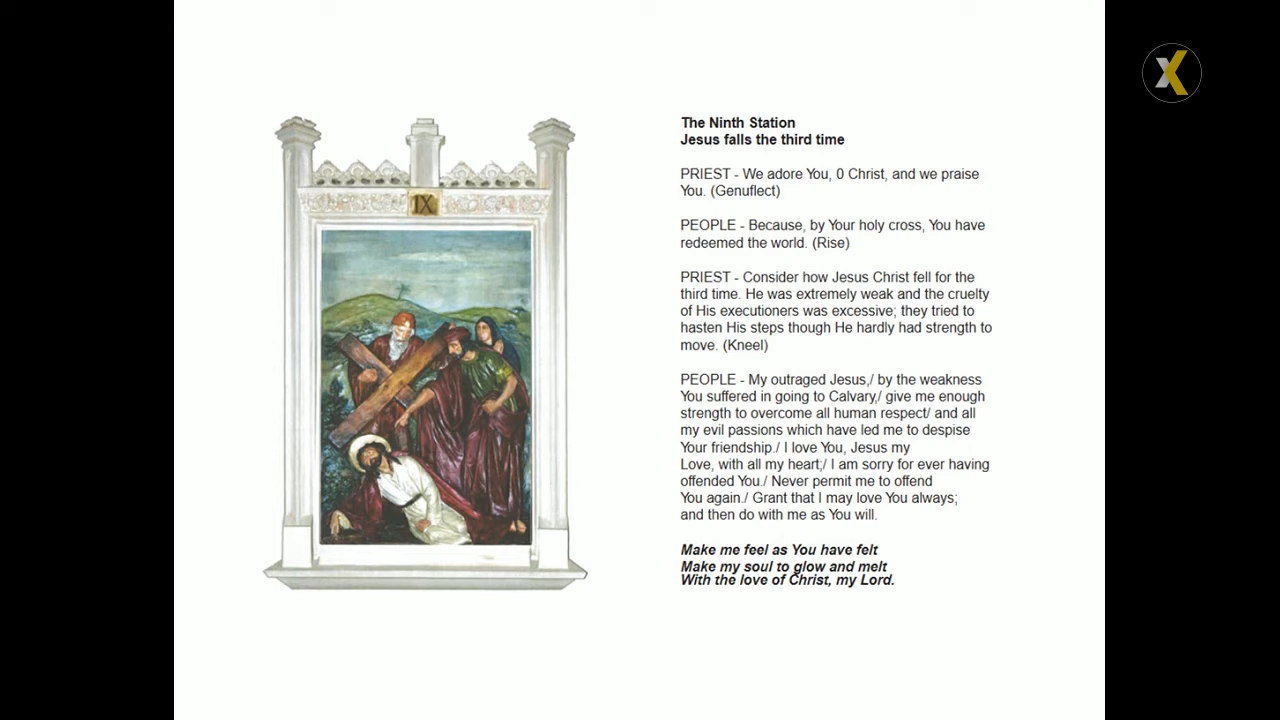 IX
The Ninth Station
Jesus falls the third time
PRIEST - We adore You, 0 Christ, and we praise
You. (Genuflect)
PEOPLE - Because, by Your holy cross, You have
redeemed the world. (Rise)
PRIEST - Consider how Jesus Christ fell for the
third time. He was extremely weak and the cruelty
of His executioners was excessive; they tried to
hasten His steps though He hardly had strength to
move. (Kneel)
PEOPLE - My outraged Jesus,/ by the weakness
You suffered in going to Calvary,/ give me enough
strength to overcome all human respect/ and all
my evil passions which have led me to despise
Your friendship./ I love You, Jesus my
Love, with all my heart;/ I am sorry for ever having
offended You./ Never permit me to offend
You again./ Grant that I may love You always;
and then do with me as You will.
Make me feel as You have felt
Make my soul to glow and melt
With the love of Christ, my Lord.